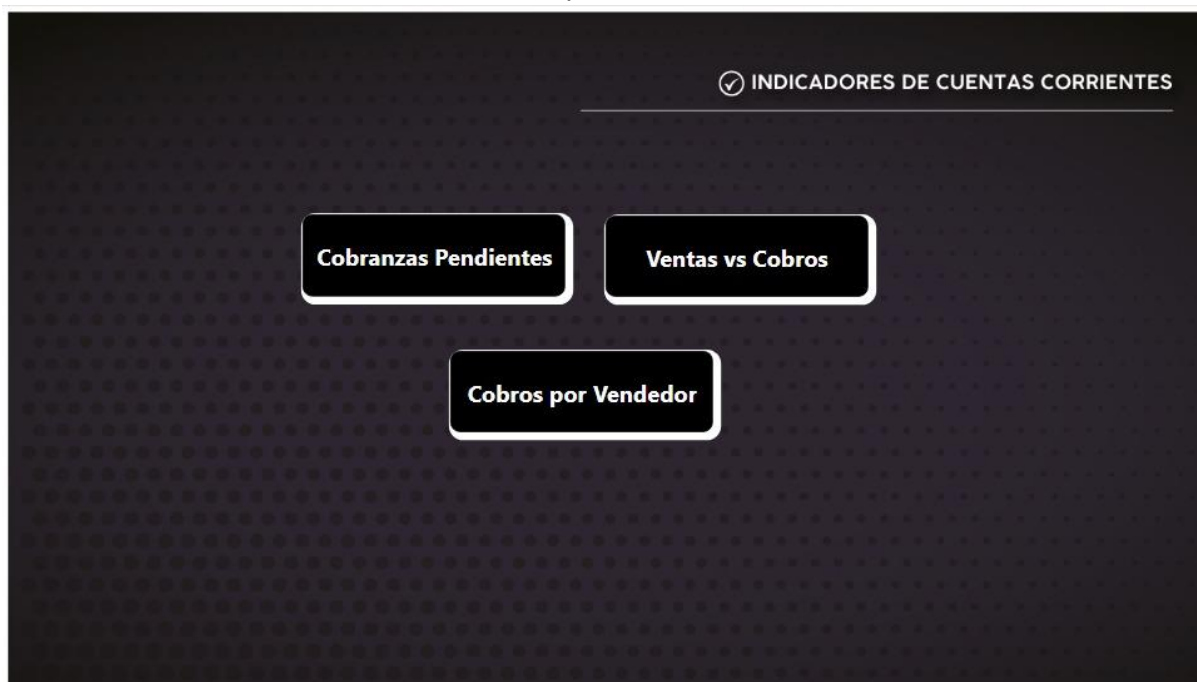 INDICADORES DE CUENTAS CORRIENTES
Cobranzas Pendientes
Ventas vs Cobros
Cobros por Vendedor